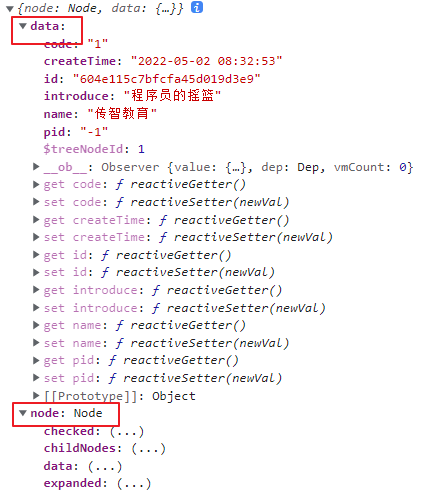 {node: Node, data: {…}} i
data:
code: "1"
createTime: "2022-05-02 08:32:53"
id: "604e115c7bfcfa45d019d3e9"
introduce: "程序员的摇篮"
name: "传智教育"
pid: "-1"
$treeNodeId: 1
__ob__: Observer {value: {…}, dep: Dep, vmCount: 0}
get code: ƒ reactiveGetter()
set code: ƒ reactiveSetter(newVal)
get createTime: ƒ reactiveGetter()
set createTime: ƒ reactiveSetter(newVal)
get id: ƒ reactiveGetter()
set id: ƒ reactiveSetter(newVal)
get introduce: ƒ reactiveGetter()
set introduce: ƒ reactiveSetter(newVal)
get name: ƒ reactiveGetter()
set name: ƒ reactiveSetter(newVal)
get pid: ƒ reactiveGetter()
set pid: ƒ reactiveSetter(newVal)
[[Prototype]]: Object
node: Node
checked: (...)
childNodes: (...)
data: (...)
expanded: (...)